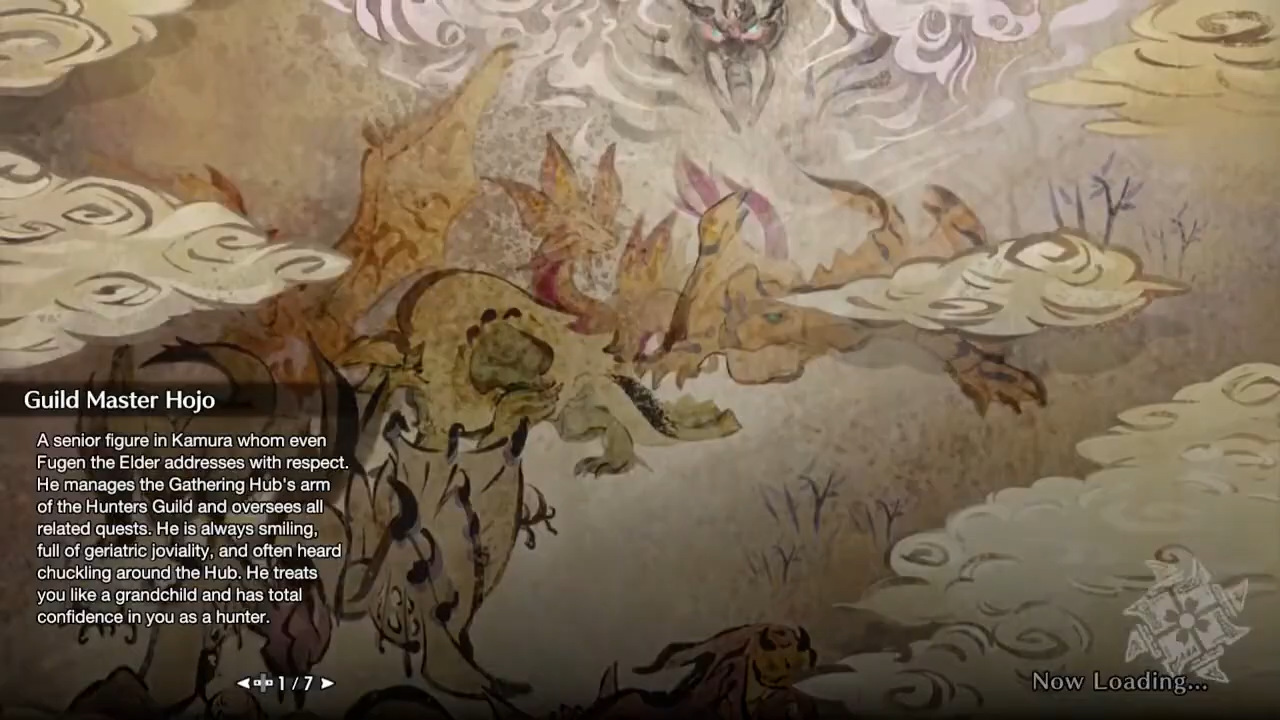 Guild Master Hojo
A senior figure in Kamura whom even
Fugen the Elder addresses with respect.
He manages the Gathering Hub's arm
of the Hunters Guild and oversees all
related quests. He is always smiling,
full of geriatric joviality, and often heard
chuckling around the Hub. He treats
you like a grandchild and has total
confidence in you as a hunter.
1 / 7
Now Loading...